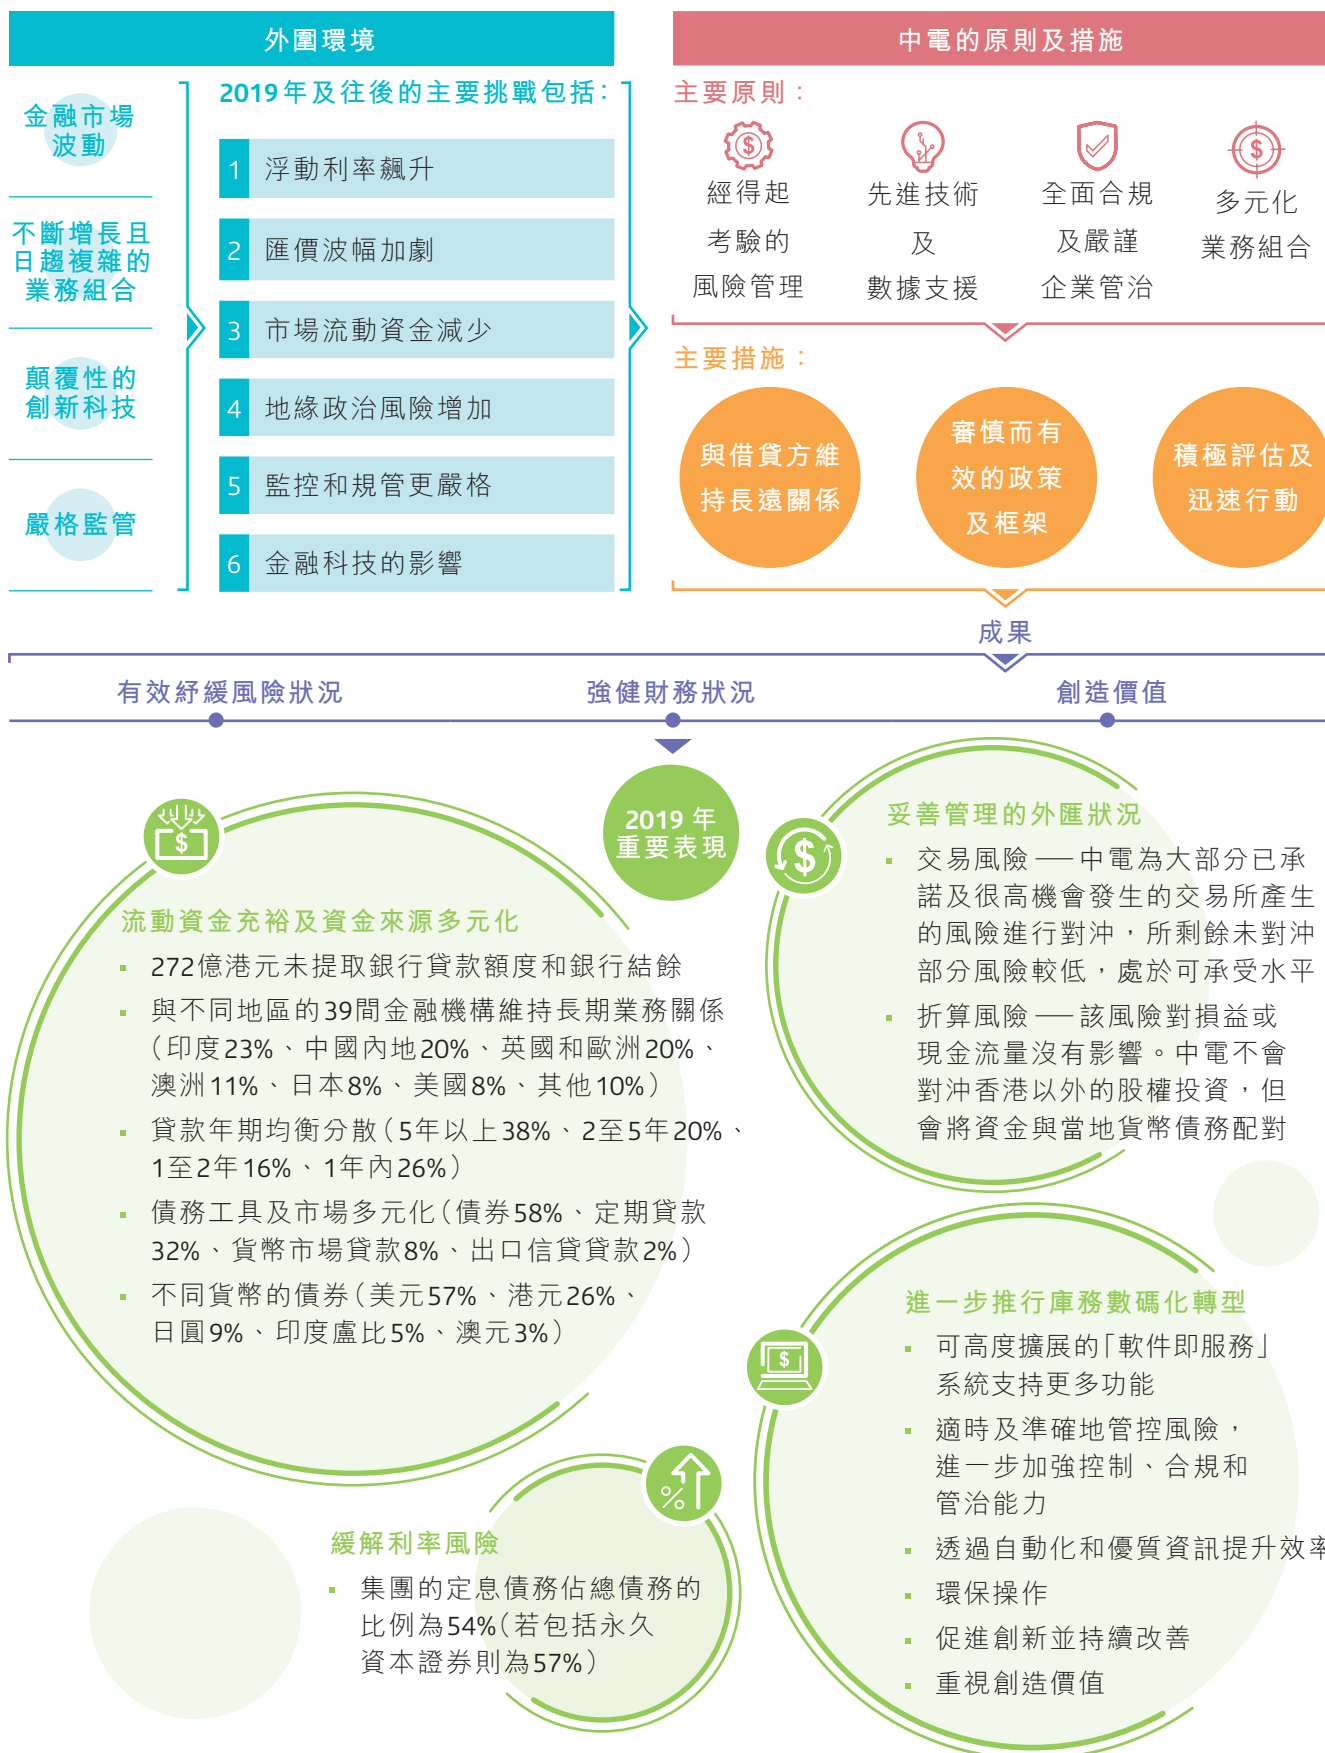 外圍環境
金融市場
波動
不斷增長且
日趨複雜的
業務組合
顛覆性的
創新科技
嚴格監管
2019年及往後的主要挑戰包括：
1 浮動利率飆升
2 匯價波幅加劇
3 市場流動資金減少
4 地緣政治風險增加
5 監控和規管更嚴格
6 金融科技的影響
中電的原則及措施
主要原則：
經得起
考驗的
風險管理
先進技術
及
數據支援
全面合規
及嚴謹
企業管治
多元化
業務組合
主要措施：
與借貸方維
持長遠關係
審慎而有
效的政策
及框架
積極評估及
迅速行動
成果
有效紓緩風險狀況
強健財務狀況
創造價值
2019 年
重要表現
流動資金充裕及資金來源多元化
▪ 272億港元未提取銀行貸款額度和銀行結餘
▪ 與不同地區的39間金融機構維持長期業務關係
（印度23%、中國內地20%、英國和歐洲20%、
澳洲11%、日本8%、美國8%、其他10%）
▪ 貸款年期均衡分散（5年以上38%、2至5年20%、
1至2年16%、1年內26%）
▪ 債務工具及市場多元化（債券58%、定期貸款
32%、貨幣市場貸款8%、出口信貸貸款2%）
▪ 不同貨幣的債券（美元57%、港元26%、
日圓9%、印度盧比5%、澳元3%）
緩解利率風險
▪ 集團的定息債務佔總債務的
比例為54%（若包括永久
資本證券則為57%）
妥善管理的外匯狀況
▪ 交易風險 — 中電為大部分已承
諾及很高機會發生的交易所產生
的風險進行對沖，所剩餘未對沖
部分風險較低，處於可承受水平
▪ 折算風險 — 該風險對損益或
現金流量沒有影響。中電不會
對沖香港以外的股權投資，但
會將資金與當地貨幣債務配對
進一步推行庫務數碼化轉型
▪ 可高度擴展的「軟件即服務」
系統支持更多功能
▪ 適時及準確地管控風險，
進一步加強控制、合規和
管治能力
▪ 透過自動化和優質資訊提升效率
▪ 環保操作
▪ 促進創新並持續改善
▪ 重視創造價值